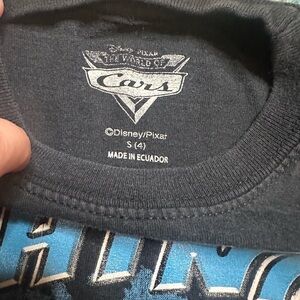 DISNEY PIXAR
THE WORLD OF
Cars
©Disney/Pixar
S (4)
MADE IN ECUADOR